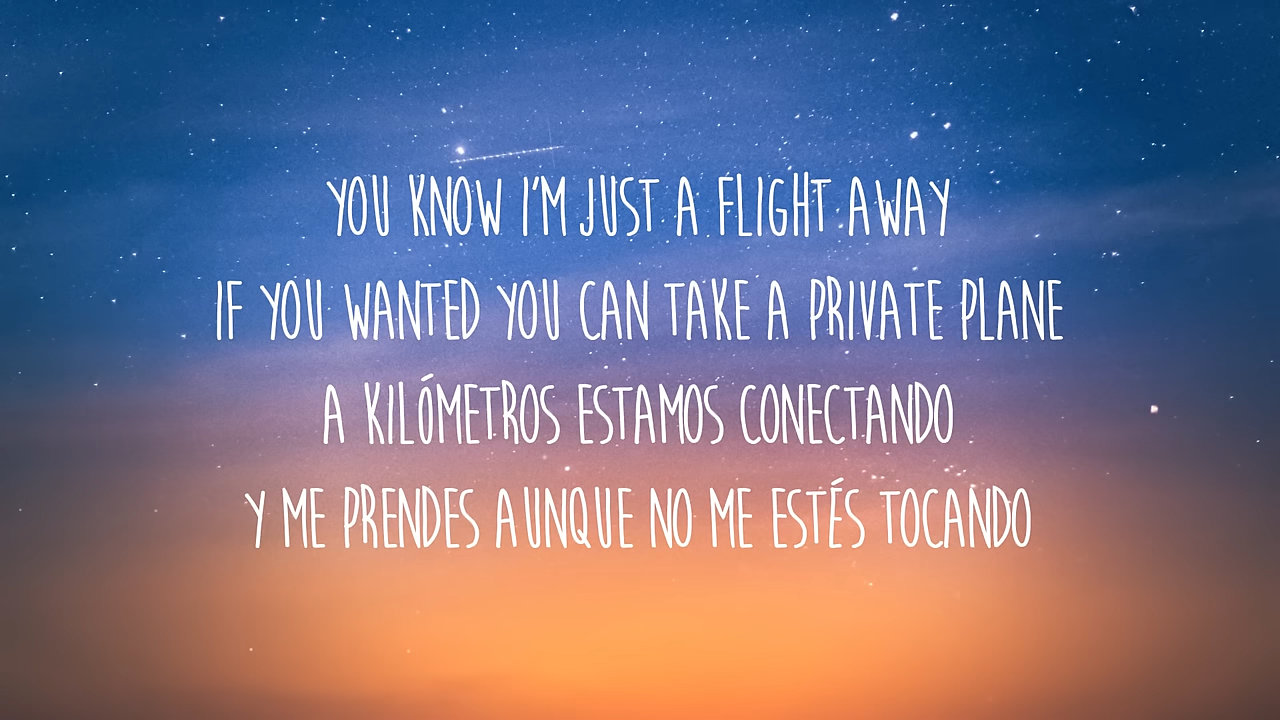 YOU KNOW I'M JUST A FLIGHT AWAY
IF YOU WANTED YOU CAN TAKE A PRIVATE PLANE
A KILÓMETROS ESTAMOS CONECTANDO
Y ME PRENDES AUNQUE NO ME ESTÉS TOCANDO